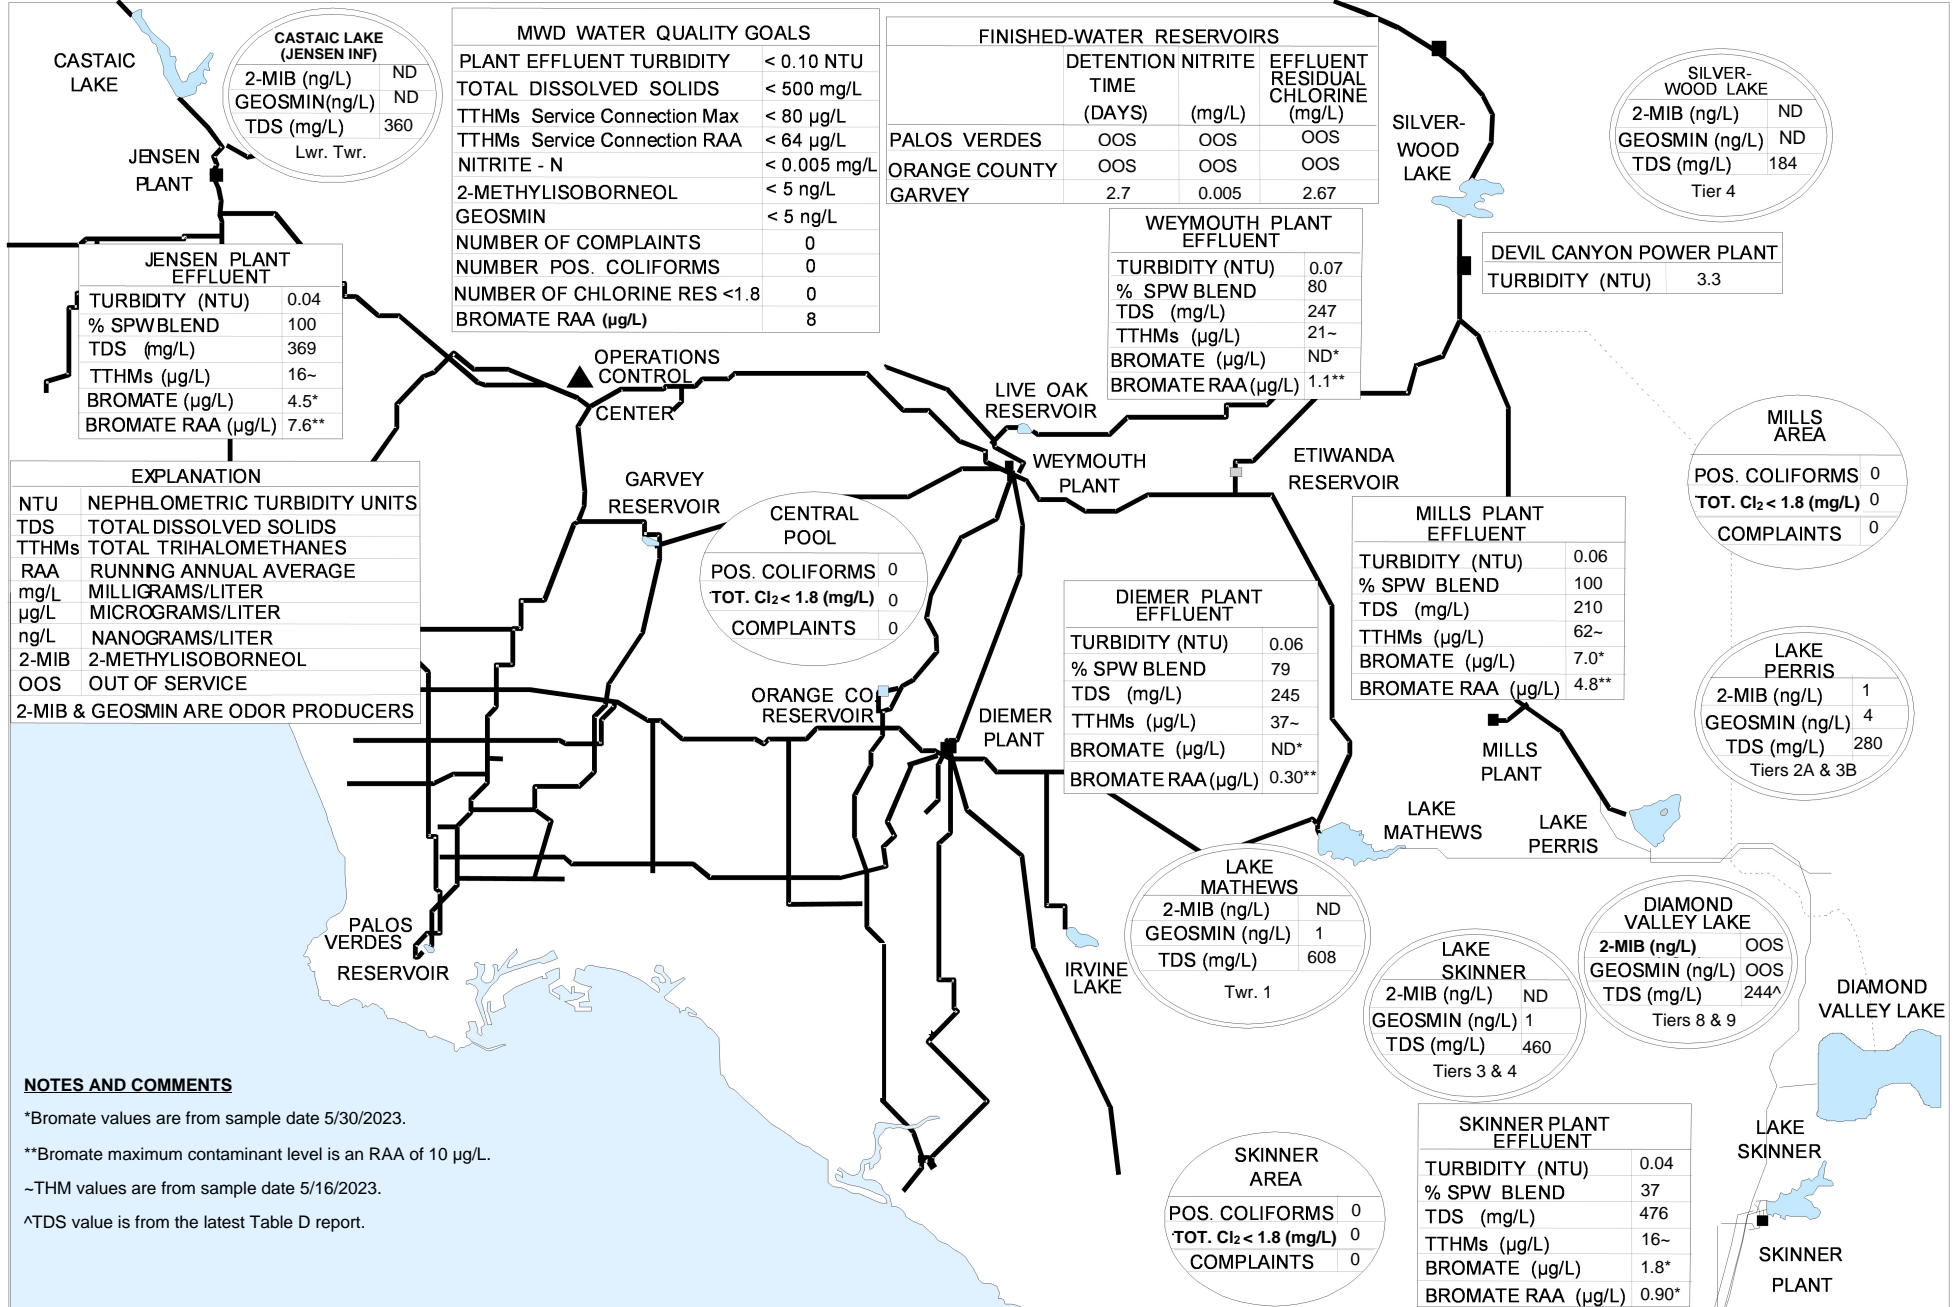 CASTAIC
LAKE
CASTAIC LAKE
(JENSEN INF)
2-MIB (ng/L) ND
GEOSMIN(ng/L) ND
TDS (mg/L) 360
Lwr. Twr.
JENSEN
PLANT
MWD WATER QUALITY GOALS
PLANT EFFLUENT TURBIDITY < 0.10 NTU
TOTAL DISSOLVED SOLIDS < 500 mg/L
TTHMs Service Connection Max < 80 µg/L
TTHMs Service Connection RAA < 64 µg/L
NITRITE - N < 0.005 mg/L
2-METHYLISOBORNEOL < 5 ng/L
GEOSMIN < 5 ng/L
NUMBER OF COMPLAINTS 0
NUMBER POS. COLIFORMS 0
NUMBER OF CHLORINE RES <1.8 0
BROMATE RAA (µg/L) 8
FINISHED-WATER RESERVOIRS
DETENTION TIME (DAYS) NITRITE (mg/L) EFFLUENT RESIDUAL CHLORINE (mg/L)
PALOS VERDES OOS OOS OOS
ORANGE COUNTY OOS OOS OOS
GARVEY 2.7 0.005 2.67
SILVER-
WOOD
LAKE
SILVER-
WOOD LAKE
2-MIB (ng/L) ND
GEOSMIN (ng/L) ND
TDS (mg/L) 184
Tier 4
DEVIL CANYON POWER PLANT
TURBIDITY (NTU) 3.3
WEYMOUTH PLANT
EFFLUENT
TURBIDITY (NTU) 0.07
% SPW BLEND 80
TDS (mg/L) 247
TTHMs (µg/L) 21~
BROMATE (µg/L) ND*
BROMATE RAA (µg/L) 1.1**
JENSEN PLANT
EFFLUENT
TURBIDITY (NTU) 0.04
% SPW BLEND 100
TDS (mg/L) 369
TTHMs (µg/L) 16~
BROMATE (µg/L) 4.5*
BROMATE RAA (µg/L) 7.6**
OPERATIONS
CONTROL
CENTER
LIVE OAK
RESERVOIR
WEYMOUTH
PLANT
ETIWANDA
RESERVOIR
GARVEY
RESERVOIR
MILLS
AREA
POS. COLIFORMS 0
TOT. Cl2 < 1.8 (mg/L) 0
COMPLAINTS 0
EXPLANATION
NTU NEPHELOMETRIC TURBIDITY UNITS
TDS TOTAL DISSOLVED SOLIDS
TTHMs TOTAL TRIHALOMETHANES
RAA RUNNING ANNUAL AVERAGE
mg/L MILLIGRAMS/LITER
µg/L MICROGRAMS/LITER
ng/L NANOGRAMS/LITER
2-MIB 2-METHYLISOBORNEOL
OOS OUT OF SERVICE
2-MIB & GEOSMIN ARE ODOR PRODUCERS
CENTRAL
POOL
POS. COLIFORMS 0
TOT. Cl2 < 1.8 (mg/L) 0
COMPLAINTS 0
MILLS PLANT
EFFLUENT
TURBIDITY (NTU) 0.06
% SPW BLEND 100
TDS (mg/L) 210
TTHMs (µg/L) 62~
BROMATE (µg/L) 7.0*
BROMATE RAA (µg/L) 4.8**
DIEMER PLANT
EFFLUENT
TURBIDITY (NTU) 0.06
% SPW BLEND 79
TDS (mg/L) 245
TTHMs (µg/L) 37~
BROMATE (µg/L) ND*
BROMATE RAA (µg/L) 0.30**
LAKE
PERRIS
2-MIB (ng/L) 1
GEOSMIN (ng/L) 4
TDS (mg/L) 280
Tiers 2A & 3B
ORANGE CO
RESERVOIR
DIEMER
PLANT
MILLS
PLANT
LAKE
MATHEWS
LAKE
PERRIS
LAKE
MATHEWS
2-MIB (ng/L) ND
GEOSMIN (ng/L) 1
TDS (mg/L) 608
Twr. 1
DIAMOND
VALLEY LAKE
2-MIB (ng/L) OOS
GEOSMIN (ng/L) OOS
TDS (mg/L) 244^
Tiers 8 & 9
LAKE
SKINNER
2-MIB (ng/L) ND
GEOSMIN (ng/L) 1
TDS (mg/L) 460
Tiers 3 & 4
PALOS
VERDES
RESERVOIR
IRVINE
LAKE
DIAMOND
VALLEY LAKE
NOTES AND COMMENTS
*Bromate values are from sample date 5/30/2023.
**Bromate maximum contaminant level is an RAA of 10 µg/L.
~THM values are from sample date 5/16/2023.
^TDS value is from the latest Table D report.
SKINNER
AREA
POS. COLIFORMS 0
TOT. Cl2 < 1.8 (mg/L) 0
COMPLAINTS 0
SKINNER PLANT
EFFLUENT
TURBIDITY (NTU) 0.04
% SPW BLEND 37
TDS (mg/L) 476
TTHMs (µg/L) 16~
BROMATE (µg/L) 1.8*
BROMATE RAA (µg/L) 0.90*
LAKE
SKINNER
SKINNER
PLANT